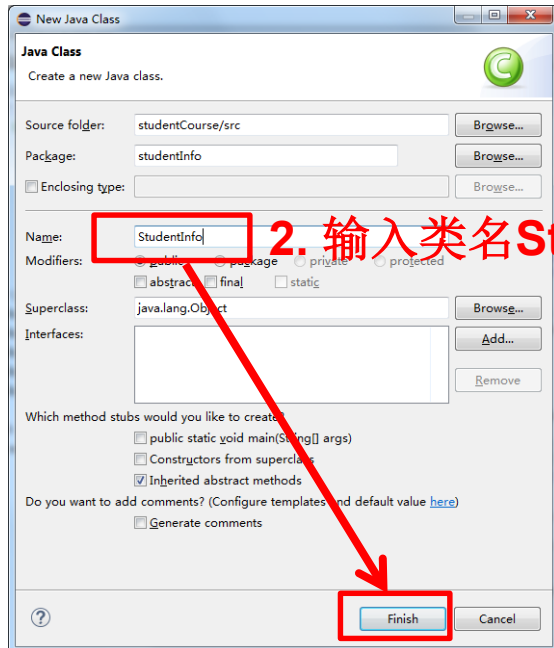 New Java Class
Java Class
Create a new Java class.
Source folder: studentCourse/src Browse...
Package: studentInfo Browse...
Enclosing type: Browse...
Name: StudentInfo 2. 输入类名St
Modifiers: public package private protected
abstract final static
Superclass: java.lang.Object Browse...
Interfaces: Add...
Remove
Which method stubs would you like to create?
public static void main(String[] args)
Constructors from superclass
Inherited abstract methods
Do you want to add comments? (Configure templates and default value here)
Generate comments
Finish Cancel